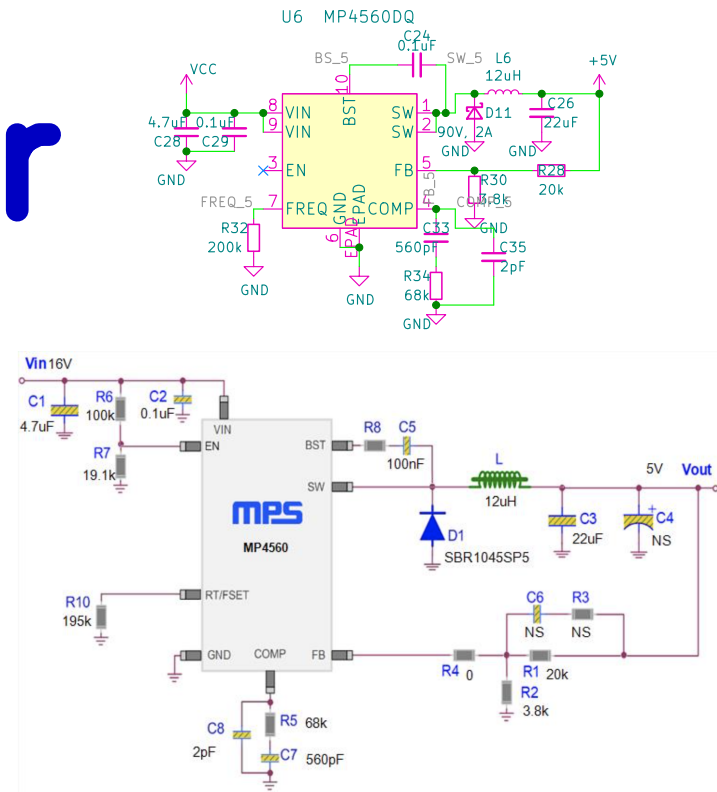 U6 MP4560DQ
C24
0.1uF
BS_5
SW_5
L6
12uH
+5V
VCC
10
BST
8 VIN
9 VIN
SW 1
SW 2
D11
90V, 2A
C26
22uF
4.7uF
0.1uF
C28
C29
GND
GND
GND
3 EN
FB 5
R28
20k
FB_5
R30
3.8k
FREQ_5
7 FREQ
COMP 4
COMP_5
GND
EPAD
EPAD
6
R32
200k
GND
GND
C33
560pF
GND
C35
2pF
R34
68k
GND
r
Vin 16V
C1
4.7uF
R6
100k
C2
0.1uF
R7
19.1k
VIN
EN
BST
SW
R8
C5
100nF
L
12uH
5V
Vout
mps
MP4560
D1
SBR1045SP5
C3
22uF
+
C4
NS
R10
195k
RT/FSET
GND
COMP
FB
C6
NS
R3
NS
R4
0
R1
20k
R2
3.8k
C8
2pF
R5
68k
C7
560pF